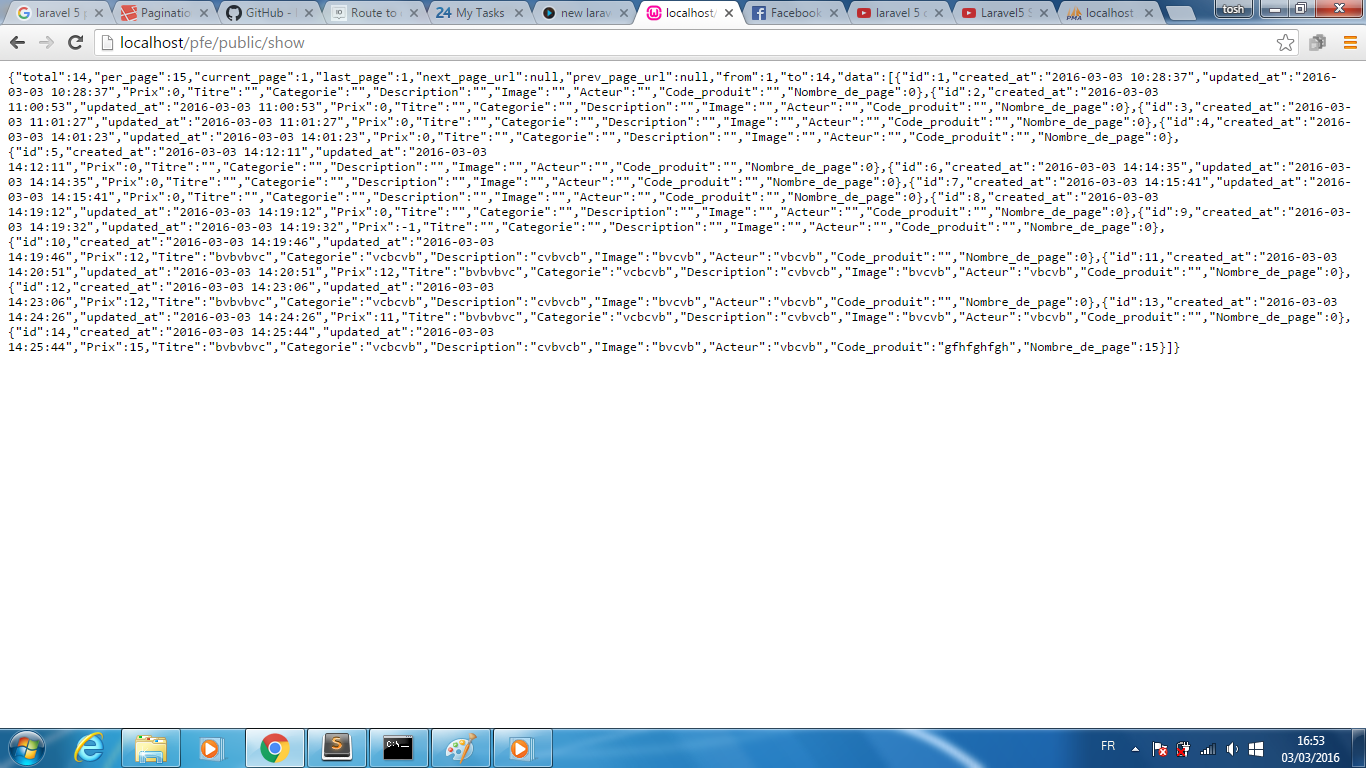 laravel 5 p
Paginatio
GitHub - l
Route to
24 My Tasks
new larav
localhost/
Facebook
laravel 5 c
Laravel5 S
PMA localhost
tosh
localhost/pfe/public/show
{"total":14,"per_page":15,"current_page":1,"last_page":1,"next_page_url":null,"prev_page_url":null,"from":1,"to":14,"data":[{"id":1,"created_at":"2016-03-03 10:28:37","updated_at":"2016-
03-03 10:28:37","Prix":0,"Titre":"","Categorie":"","Description":"","Image":"","Acteur":"","Code_produit":"","Nombre_de_page":0},{"id":2,"created_at":"2016-03-03
11:00:53","updated_at":"2016-03-03 11:00:53","Prix":0,"Titre":"","Categorie":"","Description":"","Image":"","Acteur":"","Code_produit":"","Nombre_de_page":0},{"id":3,"created_at":"2016-03-
03 11:01:27","updated_at":"2016-03-03 11:01:27","Prix":0,"Titre":"","Categorie":"","Description":"","Image":"","Acteur":"","Code_produit":"","Nombre_de_page":0},{"id":4,"created_at":"2016-
03-03 14:01:23","updated_at":"2016-03-03 14:01:23","Prix":0,"Titre":"","Categorie":"","Description":"","Image":"","Acteur":"","Code_produit":"","Nombre_de_page":0},
{"id":5,"created_at":"2016-03-03 14:12:11","updated_at":"2016-03-03
14:12:11","Prix":0,"Titre":"","Categorie":"","Description":"","Image":"","Acteur":"","Code_produit":"","Nombre_de_page":0},{"id":6,"created_at":"2016-03-03 14:14:35","updated_at":"2016-03-
03 14:14:35","Prix":0,"Titre":"","Categorie":"","Description":"","Image":"","Acteur":"","Code_produit":"","Nombre_de_page":0},{"id":7,"created_at":"2016-03-03 14:15:41","updated_at":"2016-
03-03 14:15:41","Prix":0,"Titre":"","Categorie":"","Description":"","Image":"","Acteur":"","Code_produit":"","Nombre_de_page":0},{"id":8,"created_at":"2016-03-03
14:19:12","updated_at":"2016-03-03 14:19:12","Prix":0,"Titre":"","Categorie":"","Description":"","Image":"","Acteur":"","Code_produit":"","Nombre_de_page":0},{"id":9,"created_at":"2016-03-
03 14:19:32","updated_at":"2016-03-03 14:19:32","Prix":-1,"Titre":"","Categorie":"","Description":"","Image":"","Acteur":"","Code_produit":"","Nombre_de_page":0},
{"id":10,"created_at":"2016-03-03 14:19:46","updated_at":"2016-03-03
14:19:46","Prix":12,"Titre":"bvbvbvc","Categorie":"vcbcvb","Description":"cvbvcb","Image":"bvcvb","Acteur":"vbcvb","Code_produit":"","Nombre_de_page":0},{"id":11,"created_at":"2016-03-03
14:20:51","updated_at":"2016-03-03 14:20:51","Prix":12,"Titre":"bvbvbvc","Categorie":"vcbcvb","Description":"cvbvcb","Image":"bvcvb","Acteur":"vbcvb","Code_produit":"","Nombre_de_page":0},
{"id":12,"created_at":"2016-03-03 14:23:06","updated_at":"2016-03-03
14:23:06","Prix":12,"Titre":"bvbvbvc","Categorie":"vcbcvb","Description":"cvbvcb","Image":"bvcvb","Acteur":"vbcvb","Code_produit":"","Nombre_de_page":0},{"id":13,"created_at":"2016-03-03
14:24:26","updated_at":"2016-03-03 14:24:26","Prix":11,"Titre":"bvbvbvc","Categorie":"vcbcvb","Description":"cvbvcb","Image":"bvcvb","Acteur":"vbcvb","Code_produit":"","Nombre_de_page":0},
{"id":14,"created_at":"2016-03-03 14:25:44","updated_at":"2016-03-03
14:25:44","Prix":15,"Titre":"bvbvbvc","Categorie":"vcbcvb","Description":"cvbvcb","Image":"bvcvb","Acteur":"vbcvb","Code_produit":"gfhfghfgh","Nombre_de_page":15}]}
FR
16:53
03/03/2016